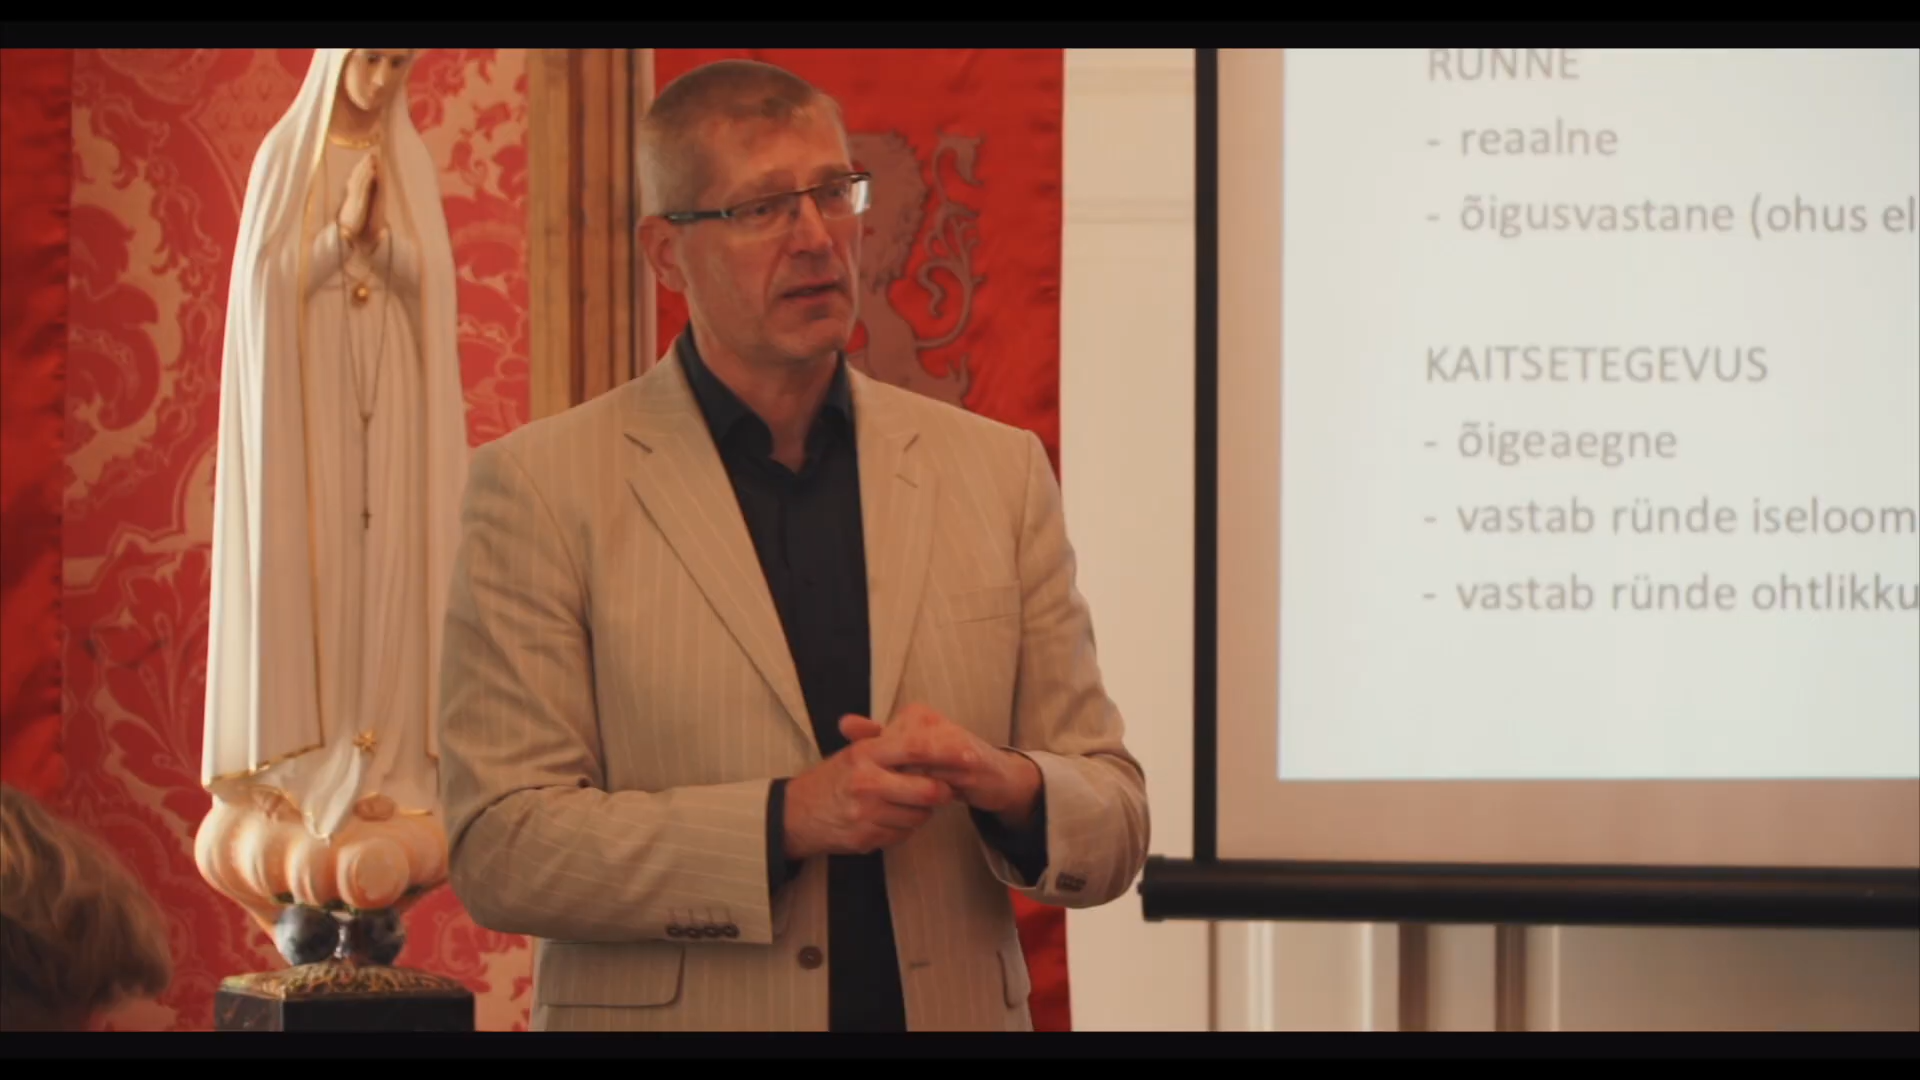 RÜNNE
- reaalne
- õigusvastane (ohus el
KAITSETEGEVUS
- õigeaegne
- vastab ründe iseloom
- vastab ründe ohtlikku